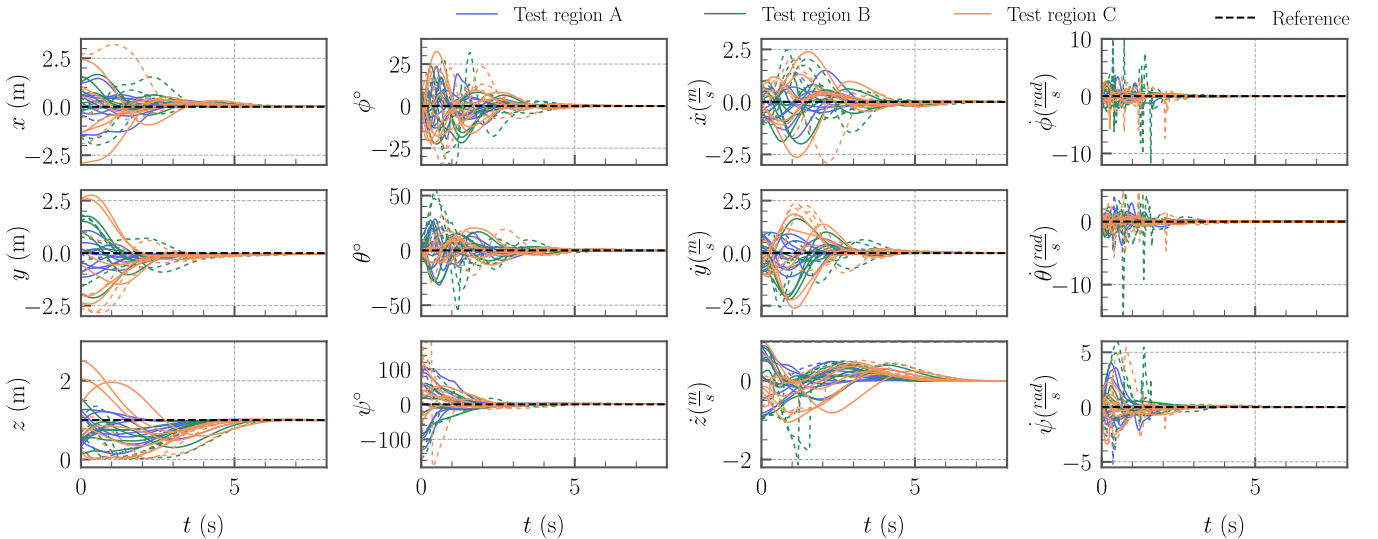 Test region A Test region B Test region C Reference
x (m) 2.5 0.0 −2.5
ϕ° 25 0 −25
ẋ(m/s) 2.5 0.0 −2.5
ϕ̇(rad/s) 10 0 −10
y (m) 2.5 0.0 −2.5
θ° 50 0 −50
ẏ(m/s) 2.5 0.0 −2.5
θ̇(rad/s) 0 −10
z (m) 2 0
ψ° 100 0 −100
ż(m/s) 0 −2
ψ̇(rad/s) 5 0 −5
0 5 0 5 0 5 0 5
t (s) t (s) t (s) t (s)